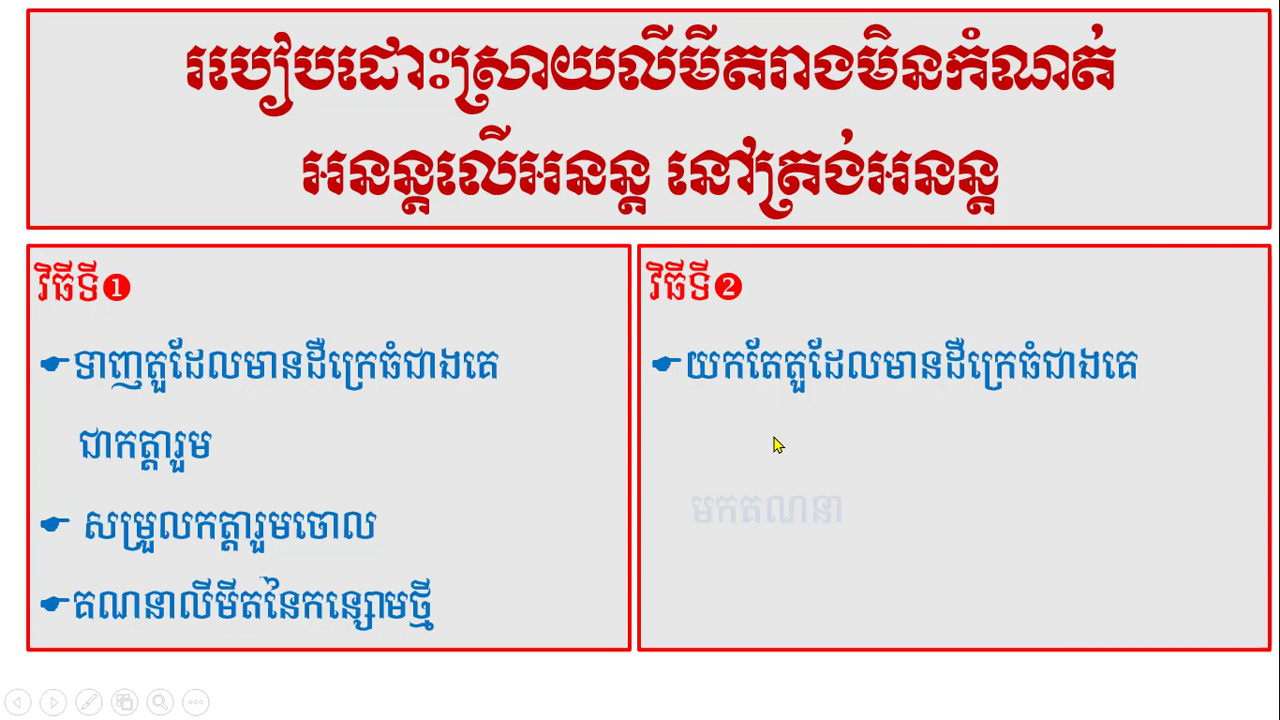 របៀបដោះស្រាយលីមីតរាងមិនកំណត់
អនន្តលើអនន្ត នៅត្រង់អនន្ត
វិធីទី❶
☛ទាញតួដែលមានដឺក្រេធំជាងគេ
ជាកត្តារួម
☛ សម្រួលកត្តារួមចោល
☛គណនាលីមីតនៃកន្សោមថ្មី
វិធីទី❷
☛យកតែតួដែលមានដឺក្រេធំជាងគេ
មកគណនា